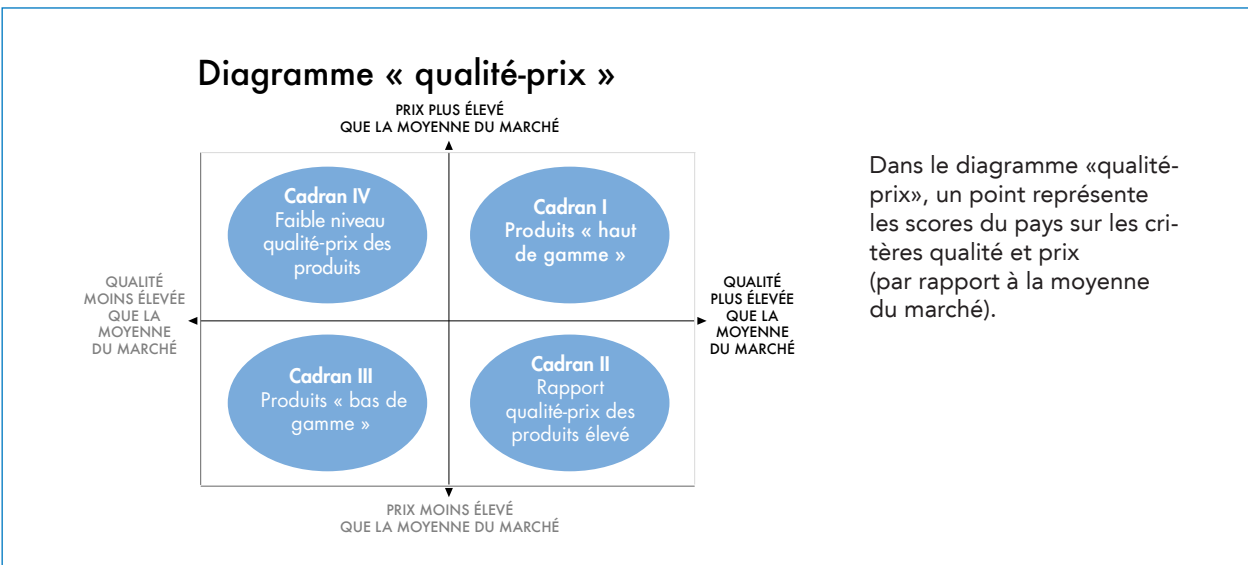 Diagramme « qualité-prix »
PRIX PLUS ÉLEVÉ
QUE LA MOYENNE DU MARCHÉ
Cadran IV
Faible niveau
qualité-prix des
produits
Cadran I
Produits « haut
de gamme »
QUALITÉ
MOINS ÉLEVÉE
QUE LA
MOYENNE
DU MARCHÉ
QUALITÉ
PLUS ÉLEVÉE
QUE LA
MOYENNE
DU MARCHÉ
Cadran III
Produits « bas de
gamme »
Cadran II
Rapport
qualité-prix des
produits élevé
PRIX MOINS ÉLEVÉ
QUE LA MOYENNE DU MARCHÉ
Dans le diagramme «qualité-
prix», un point représente
les scores du pays sur les cri-
tères qualité et prix
(par rapport à la moyenne
du marché).